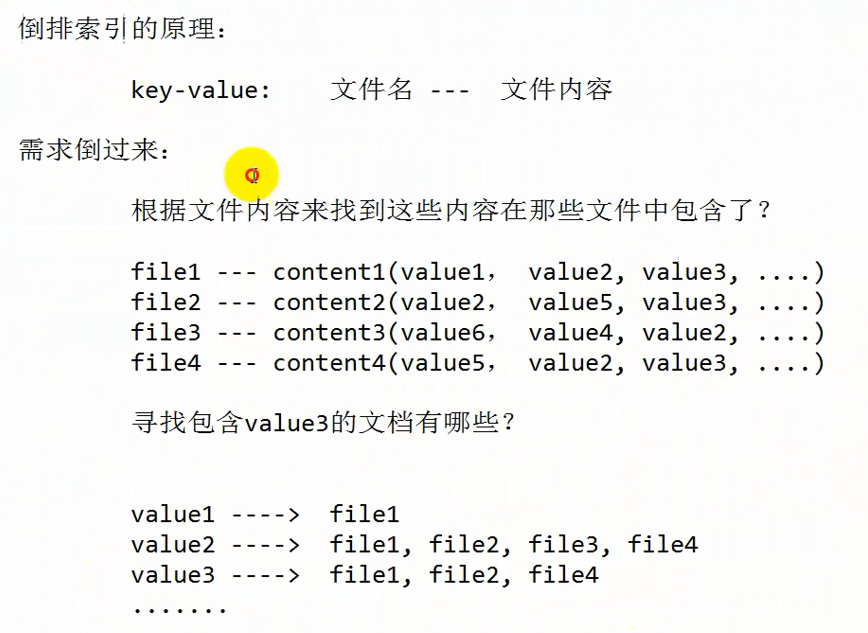 倒排索引的原理:
key-value: 文件名 --- 文件内容
需求倒过来:
根据文件内容来找到这些内容在那些文件中包含了?
file1 --- content1(value1, value2, value3, ....)
file2 --- content2(value2, value5, value3, ....)
file3 --- content3(value6, value4, value2, ....)
file4 --- content4(value5, value2, value3, ....)
寻找包含value3的文档有哪些?
value1 ----> file1
value2 ----> file1, file2, file3, file4
value3 ----> file1, file2, file4
.......